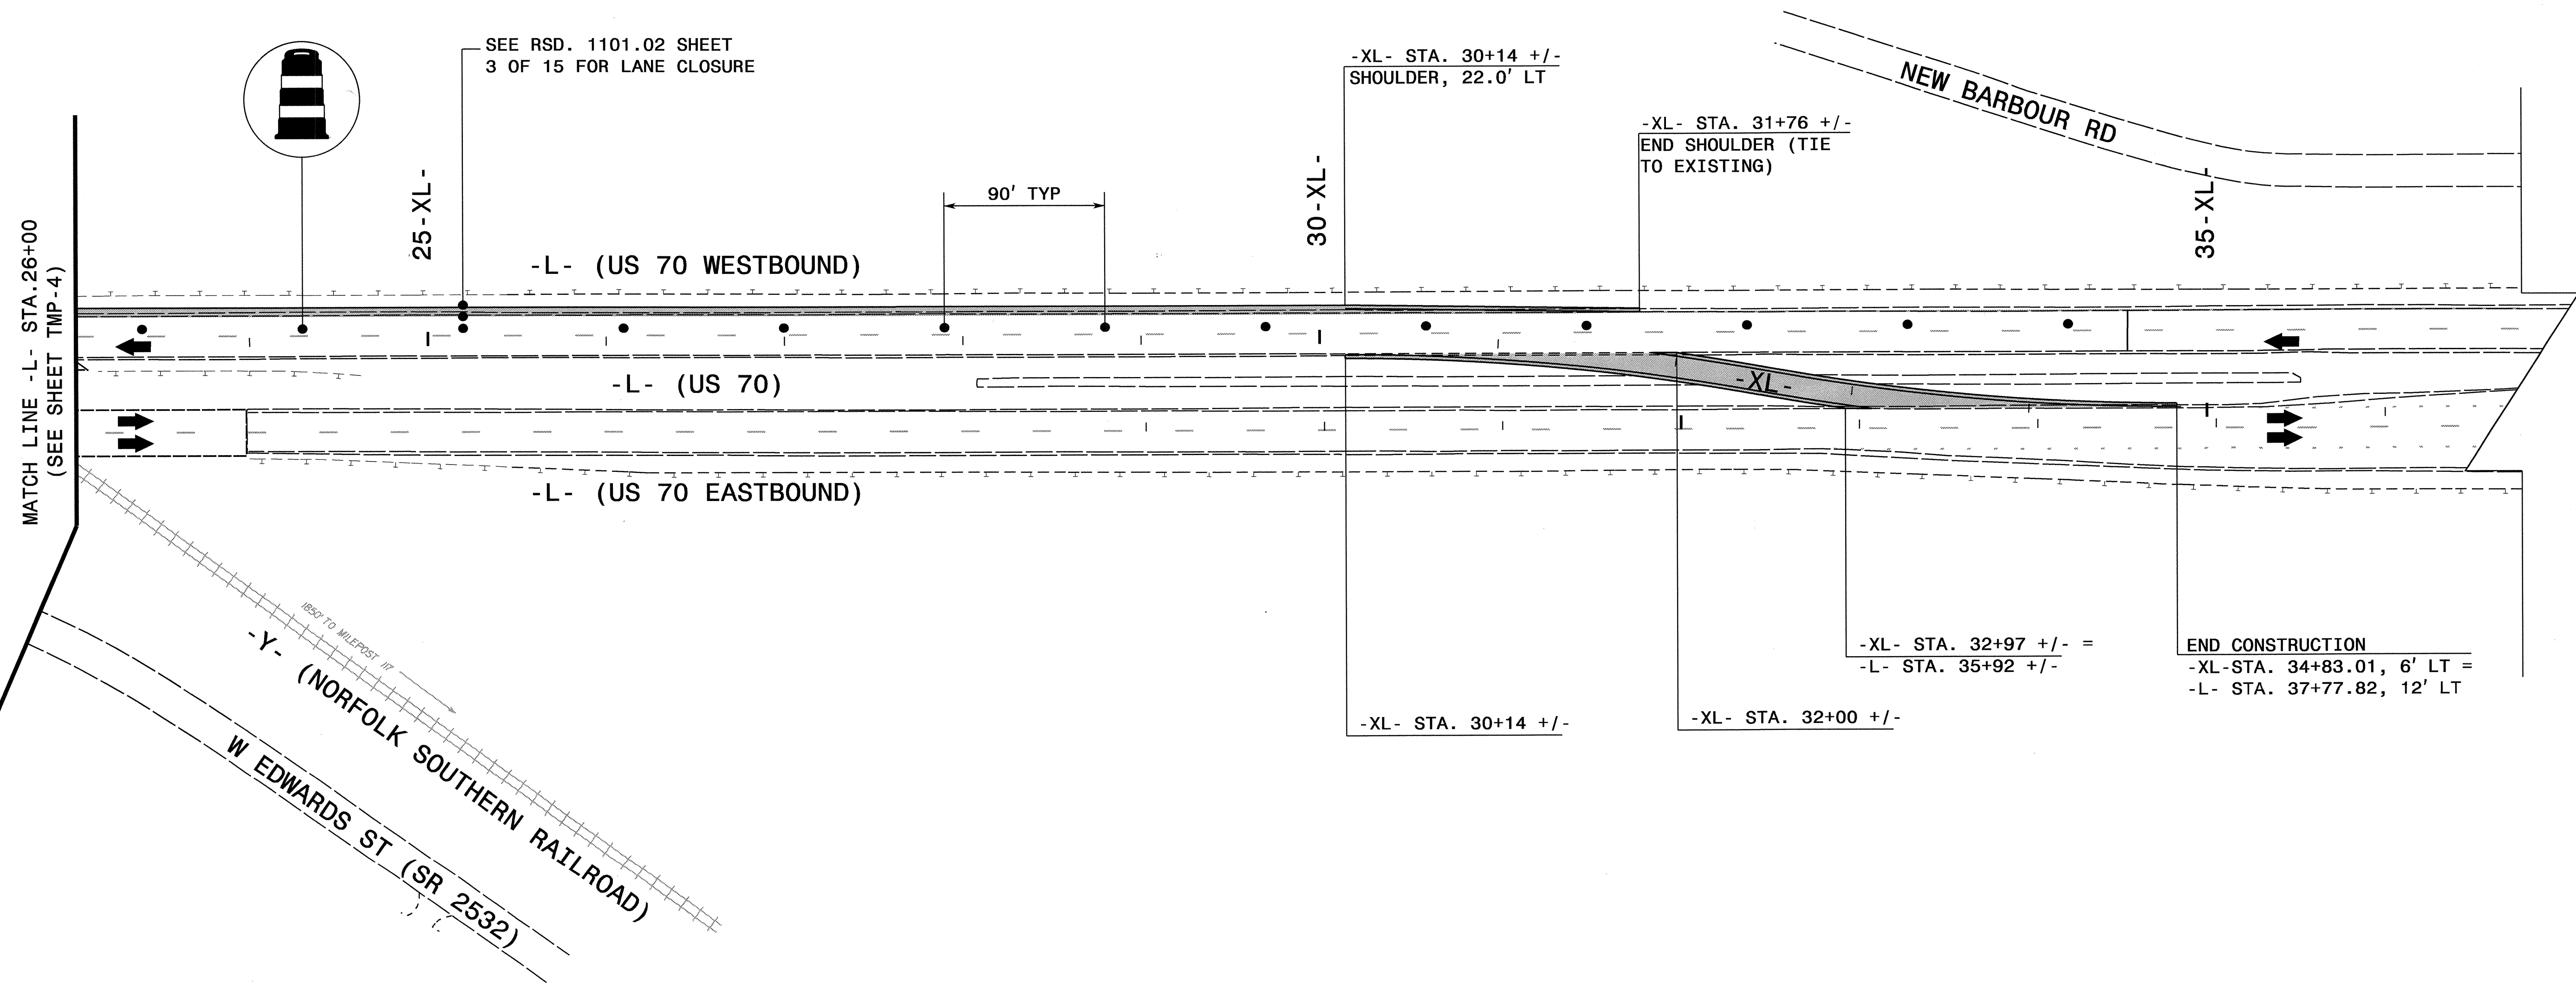 SEE RSD. 1101.02 SHEET
3 OF 15 FOR LANE CLOSURE
-XL- STA. 30+14 +/-
SHOULDER, 22.0' LT
NEW BARBOUR RD
-XL- STA. 31+76 +/-
END SHOULDER (TIE
TO EXISTING)
90' TYP
25-XL-
30-XL-
35-XL-
MATCH LINE -L- STA.26+00
(SEE SHEET TMP-4)
-L- (US 70 WESTBOUND)
-L- (US 70)
-XL-
-L- (US 70 EASTBOUND)
1850' TO MILEPOST 117
-Y- (NORFOLK SOUTHERN RAILROAD)
W EDWARDS ST (SR 2532)
-XL- STA. 30+14 +/-
-XL- STA. 32+00 +/-
-XL- STA. 32+97 +/- =
-L- STA. 35+92 +/-
END CONSTRUCTION
-XL-STA. 34+83.01, 6' LT =
-L- STA. 37+77.82, 12' LT